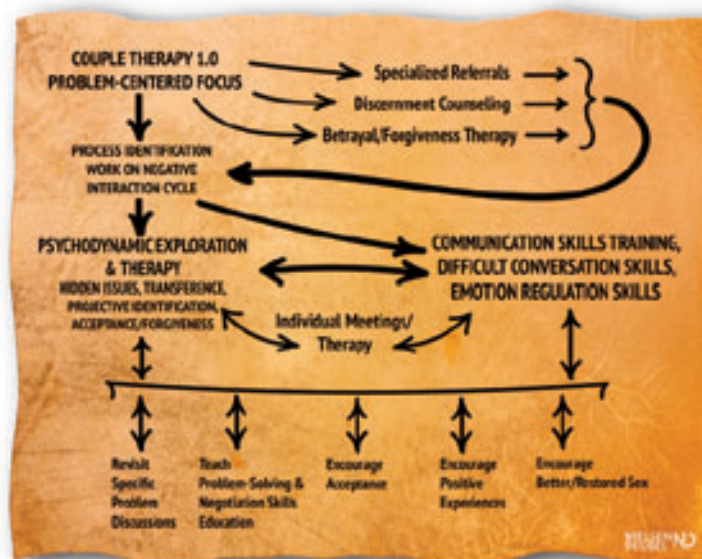 COUPLE THERAPY 1.0
PROBLEM-CENTERED FOCUS
Specialized Referrals
Discernment Counseling
Betrayal/Forgiveness Therapy
PROCESS IDENTIFICATION
WORK ON NEGATIVE
INTERACTION CYCLE
PSYCHODYNAMIC EXPLORATION
& THERAPY
HIDDEN ISSUES, TRANSFERENCE,
PROJECTIVE IDENTIFICATION,
ACCEPTANCE/FORGIVENESS
COMMUNICATION SKILLS TRAINING,
DIFFICULT CONVERSATION SKILLS,
EMOTION REGULATION SKILLS
Individual Meetings/
Therapy
Revisit
Specific
Problem
Discussions
Teach
Problem-Solving &
Negotiation Skills
Education
Encourage
Acceptance
Encourage
Positive
Experiences
Encourage
Better/Restored Sex